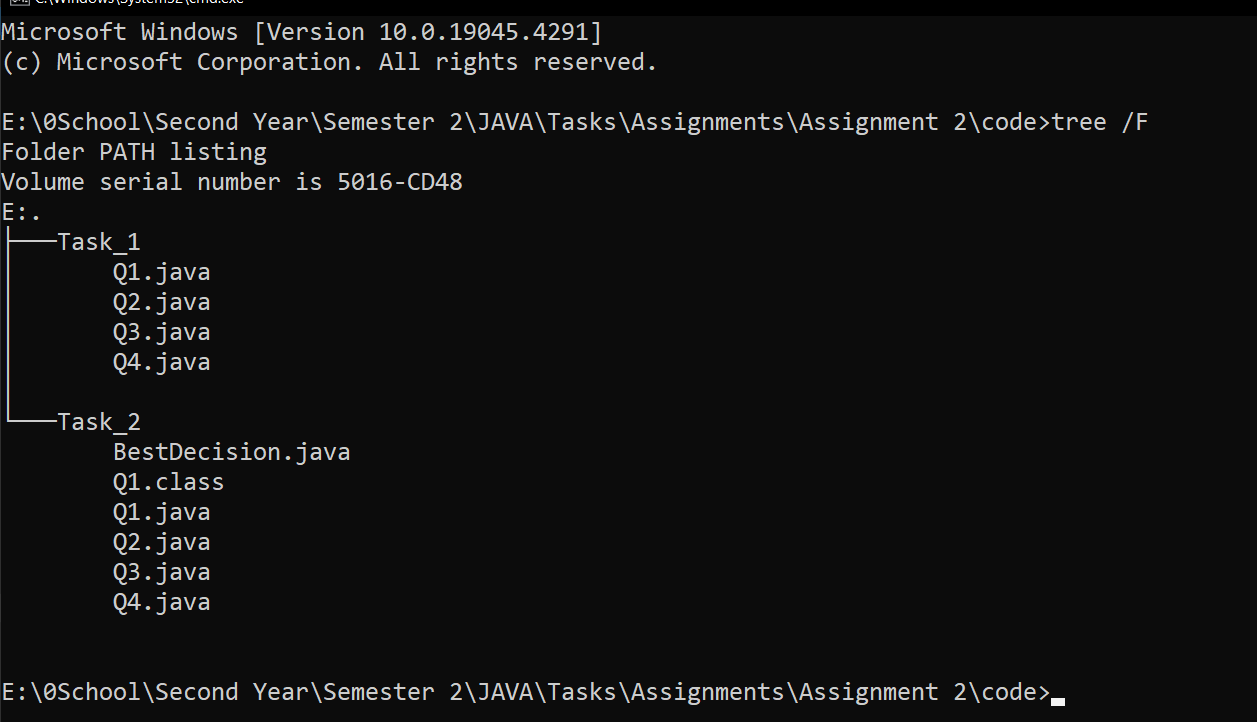 C:\Windows\System32\cmd.exe
Microsoft Windows [Version 10.0.19045.4291]
(c) Microsoft Corporation. All rights reserved.
E:\0School\Second Year\Semester 2\JAVA\Tasks\Assignments\Assignment 2\code>tree /F
Folder PATH listing
Volume serial number is 5016-CD48
E:.
├───Task_1
│       Q1.java
│       Q2.java
│       Q3.java
│       Q4.java
│
└───Task_2
        BestDecision.java
        Q1.class
        Q1.java
        Q2.java
        Q3.java
        Q4.java
E:\0School\Second Year\Semester 2\JAVA\Tasks\Assignments\Assignment 2\code>